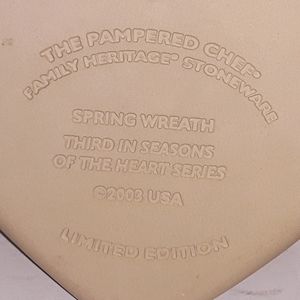 THE PAMPERED CHEF®
FAMILY HERITAGE® STONEWARE
SPRING WREATH
THIRD IN SEASONS
OF THE HEART SERIES
©2003 USA
LIMITED EDITION